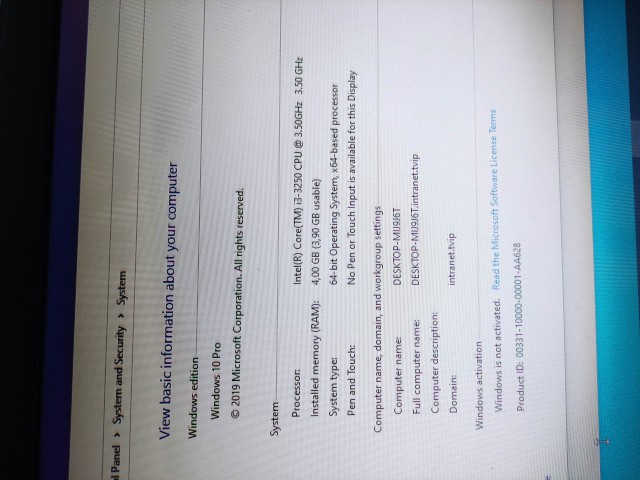 l Panel > System and Security > System
View basic information about your computer
Windows edition
Windows 10 Pro
© 2019 Microsoft Corporation. All rights reserved.
System
Processor: Intel(R) Core(TM) i3-3250 CPU @ 3.50GHz 3.50 GHz
Installed memory (RAM): 4,00 GB (3,90 GB usable)
System type: 64-bit Operating System, x64-based processor
Pen and Touch: No Pen or Touch Input is available for this Display
Computer name, domain, and workgroup settings
Computer name: DESKTOP-MIJ9J6T
Full computer name: DESKTOP-MIJ9J6T.intranet.tvip
Computer description:
Domain: intranet.tvip
Windows activation
Windows is not activated. Read the Microsoft Software License Terms
Product ID: 00331-10000-00001-AA628